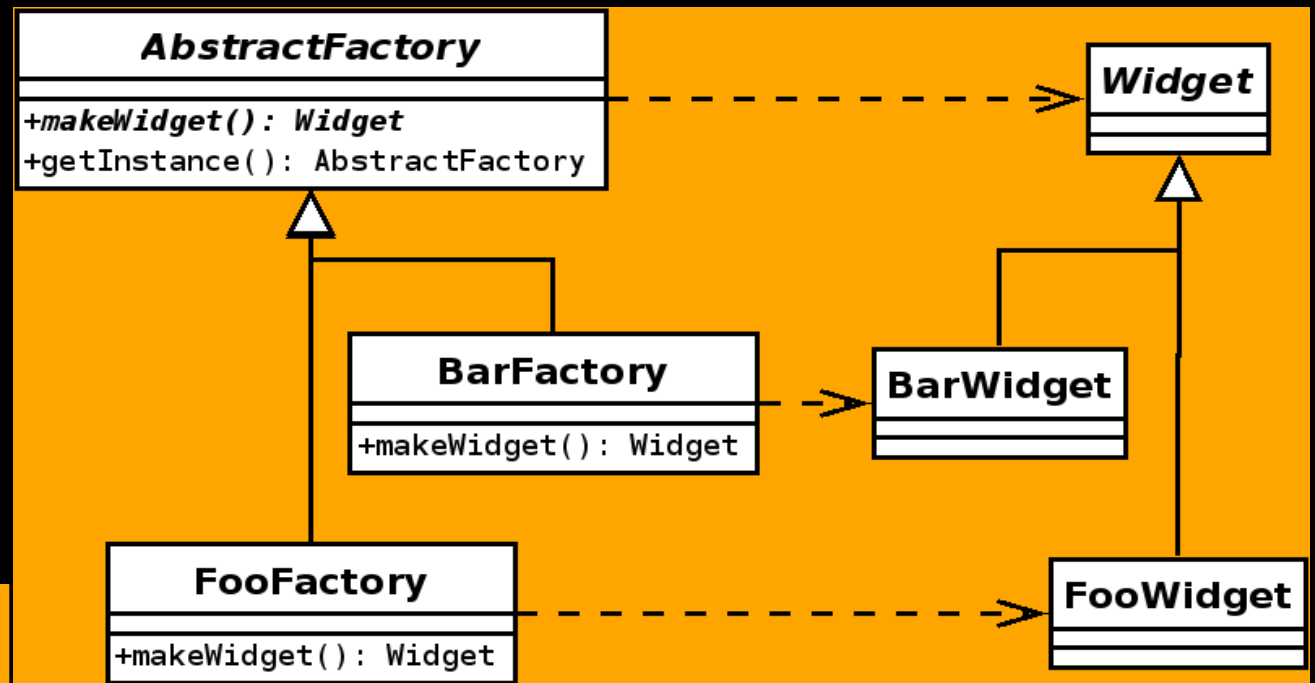 AbstractFactory
+makeWidget(): Widget
+getInstance(): AbstractFactory
Widget
BarFactory
+makeWidget(): Widget
BarWidget
FooFactory
+makeWidget(): Widget
FooWidget